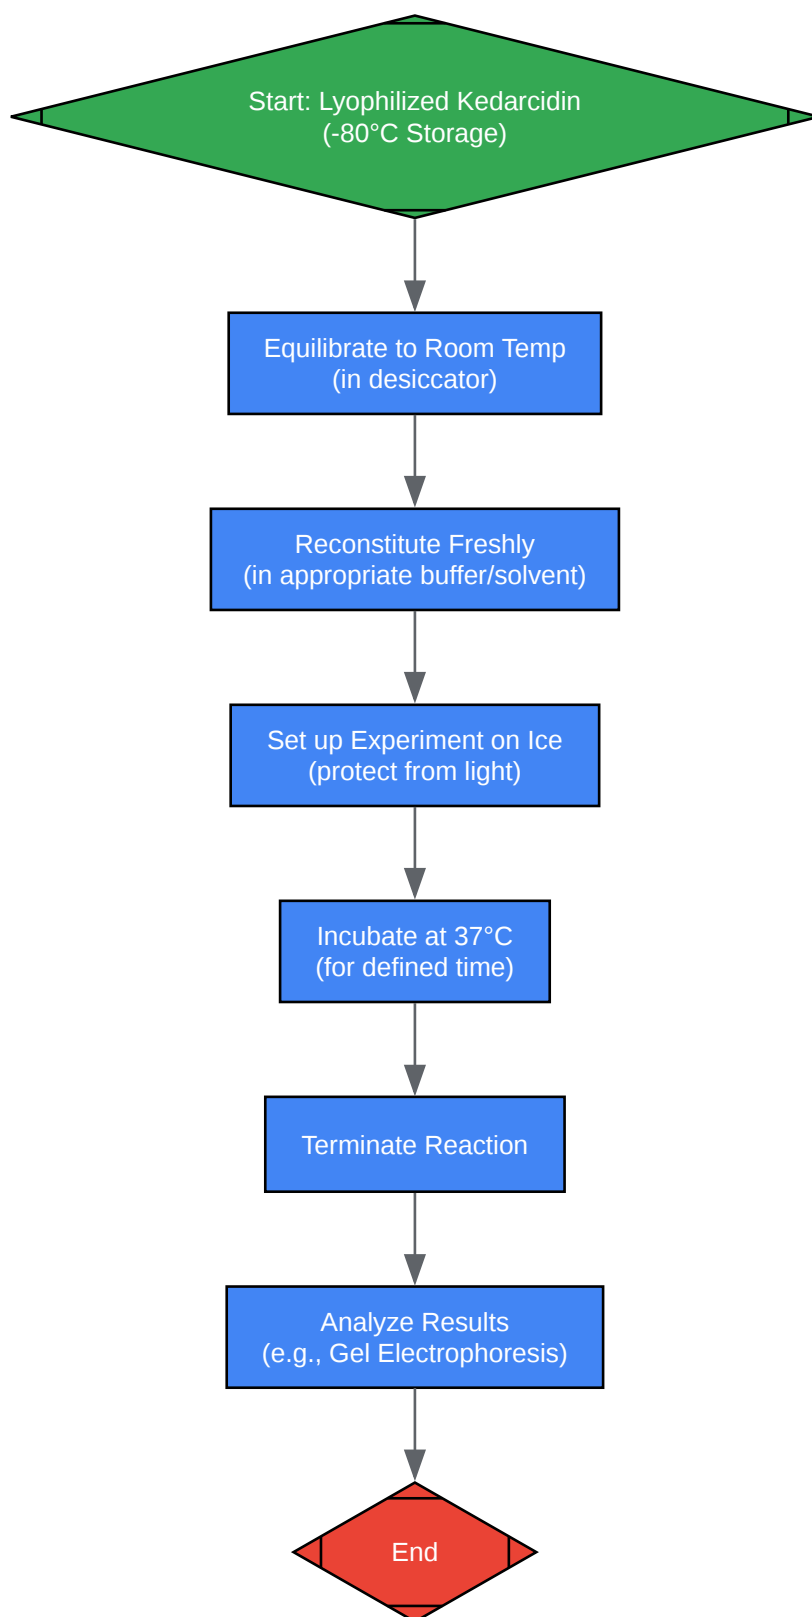 Start: Lyophilized Kedarcidin
(-80°C Storage)
Equilibrate to Room Temp
(in desiccator)
Reconstitute Freshly
(in appropriate buffer/solvent)
Set up Experiment on Ice
(protect from light)
Incubate at 37°C
(for defined time)
Terminate Reaction
Analyze Results
(e.g., Gel Electrophoresis)
End